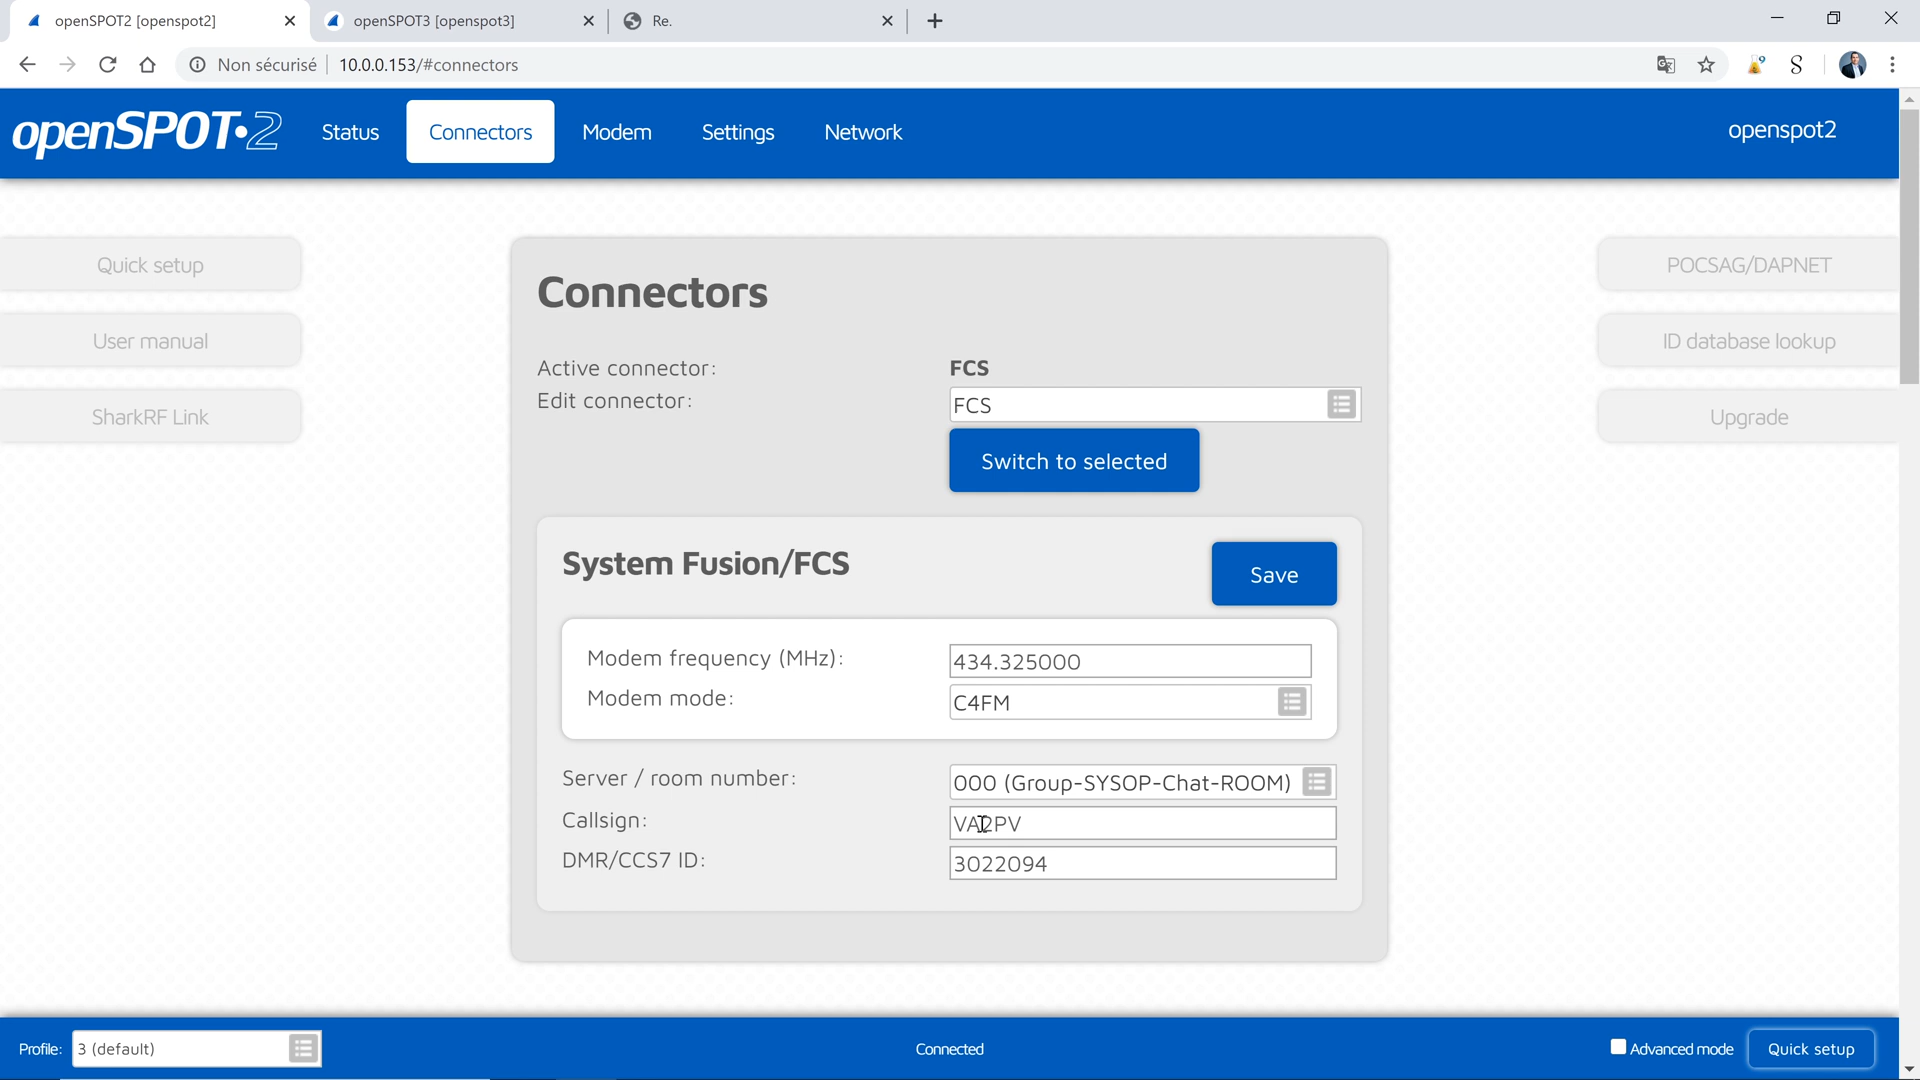 openSPOT2 [openspot2]
openSPOT3 [openspot3]
Re.
Non sécurisé
10.0.0.153/#connectors
openSPOT•2
Status
Connectors
Modem
Settings
Network
openspot2
Quick setup
User manual
SharkRF Link
POCSAG/DAPNET
ID database lookup
Upgrade
Connectors
Active connector: FCS
Edit connector: FCS
Switch to selected
System Fusion/FCS
Save
Modem frequency (MHz): 434.325000
Modem mode: C4FM
Server / room number: 000 (Group-SYSOP-Chat-ROOM)
Callsign: VA2PV
DMR/CCS7 ID: 3022094
Profile: 3 (default)
Connected
Advanced mode
Quick setup